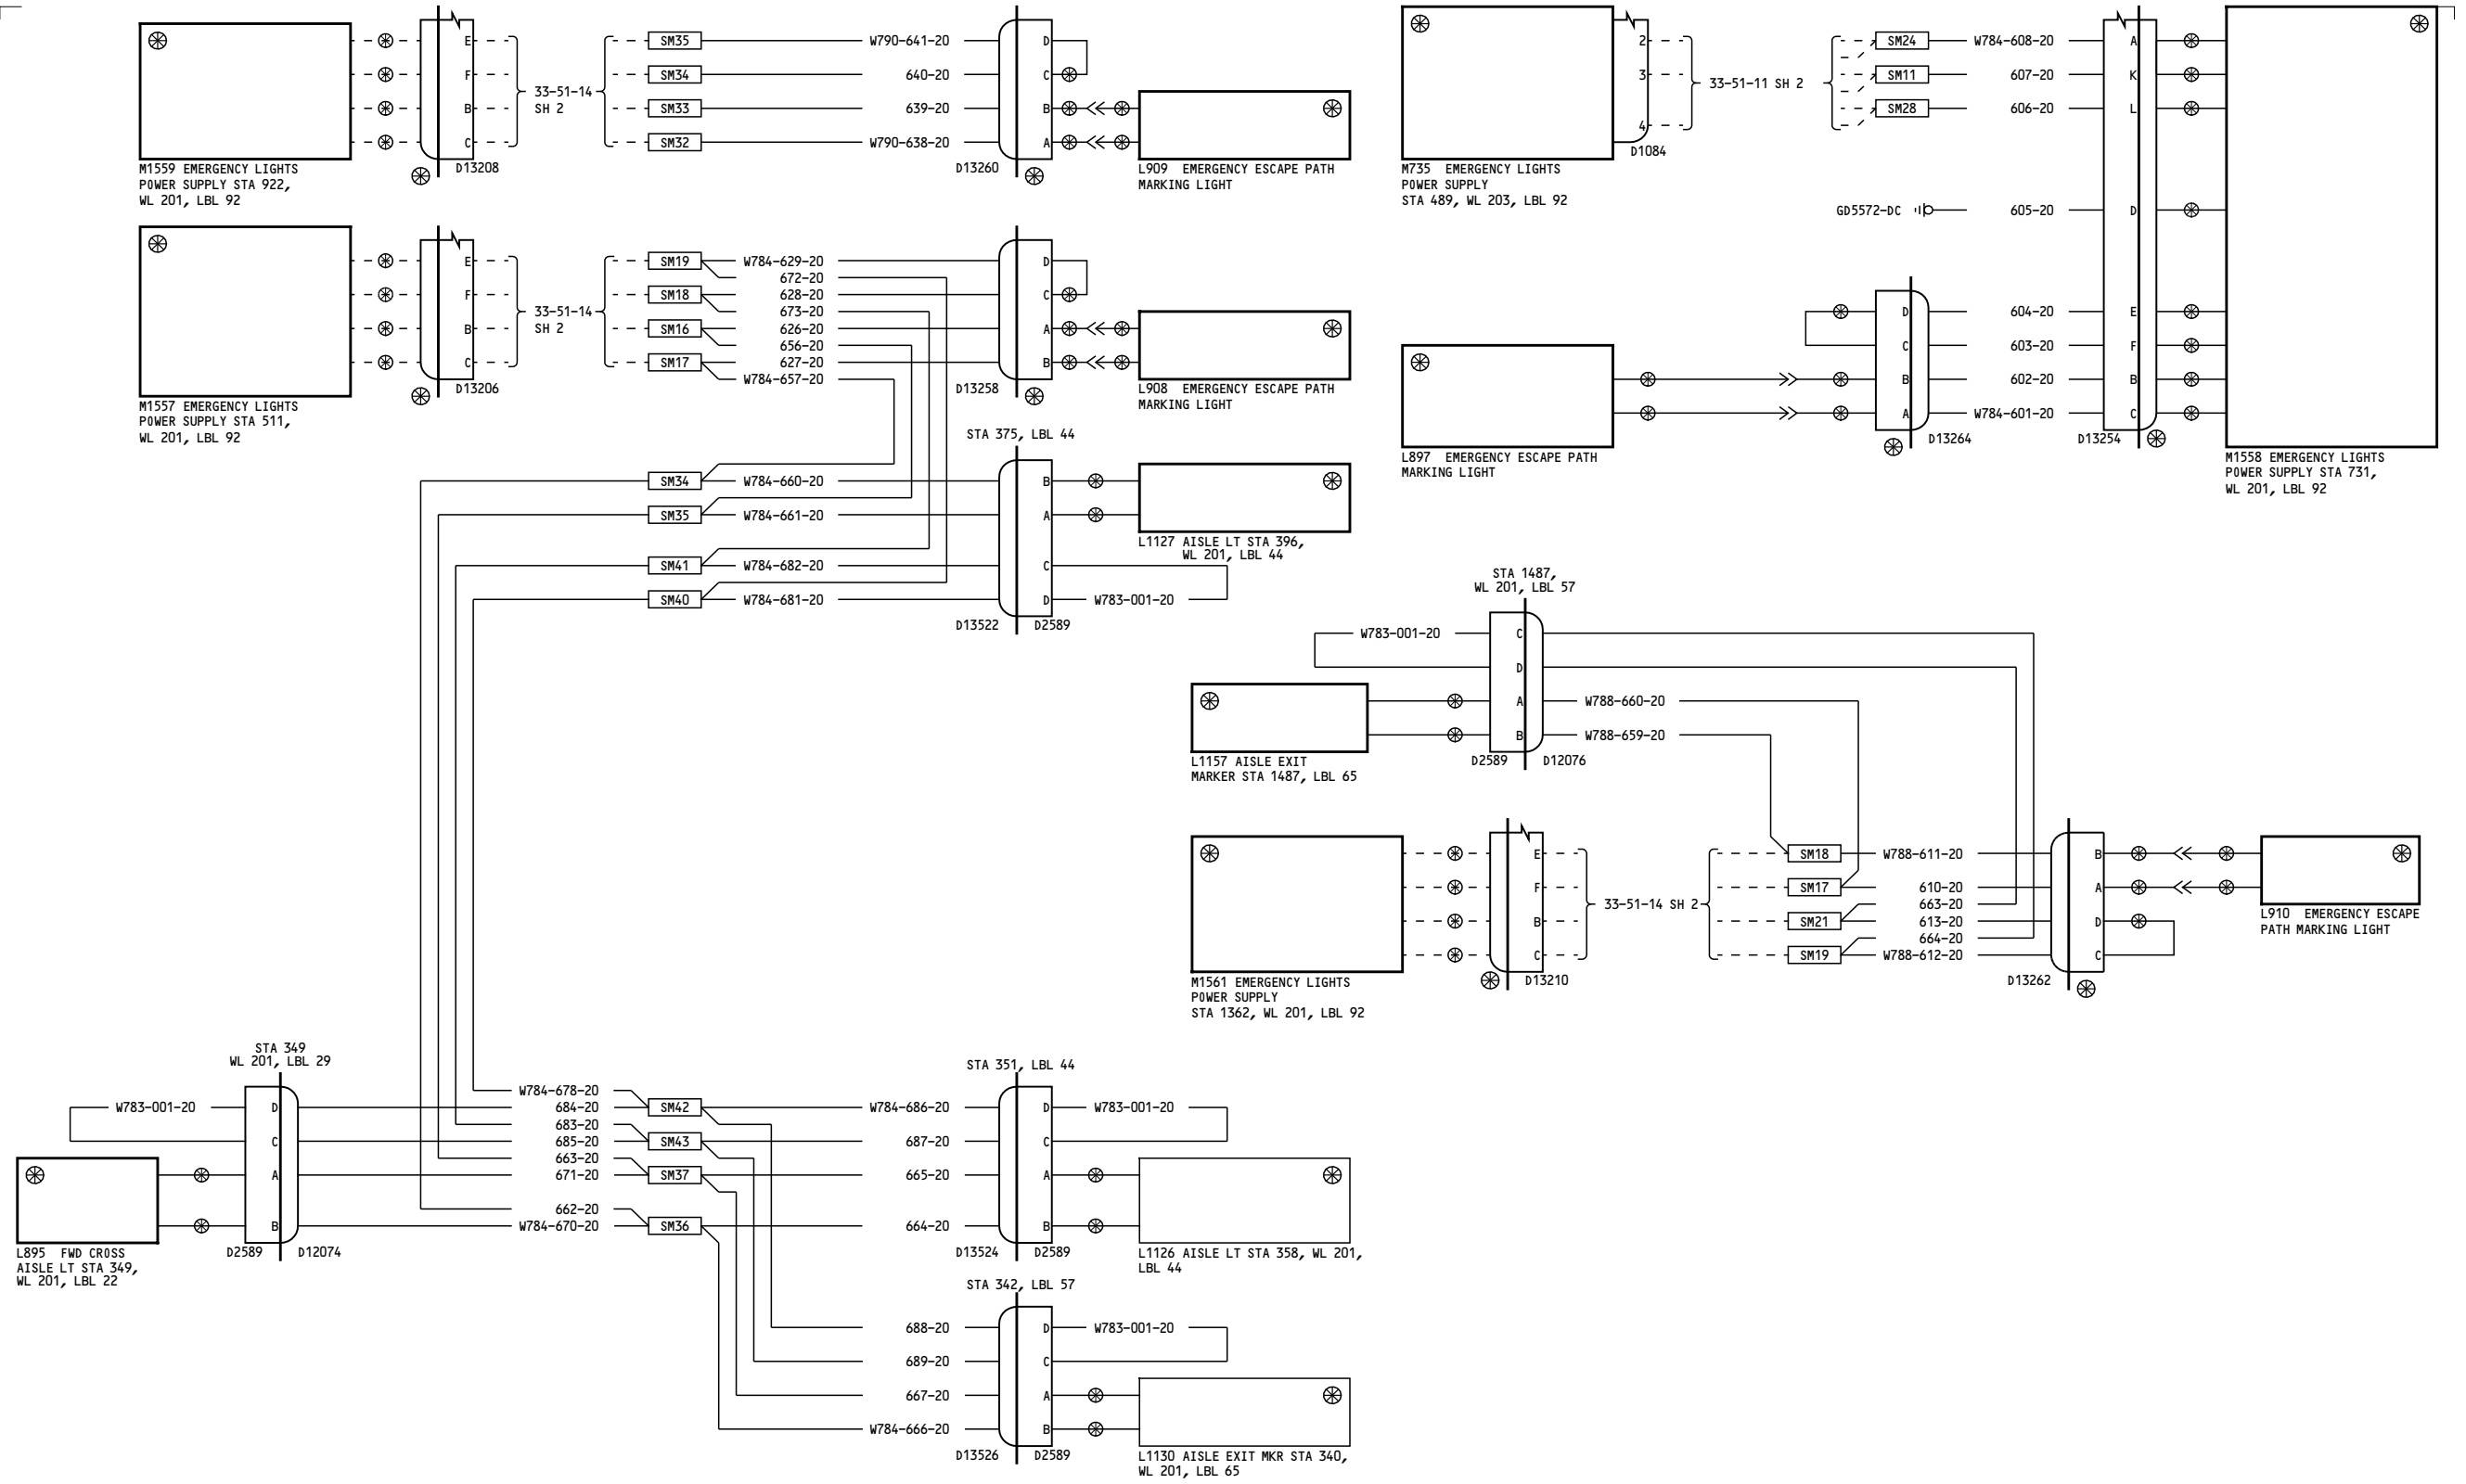 E
F
B
C
33-51-14
SH 2
SM35
SM34
SM33
SM32
W790-641-20
640-20
639-20
W790-638-20
D
C
B
A
D13208
D13260
M1559 EMERGENCY LIGHTS
POWER SUPPLY STA 922,
WL 201, LBL 92
L909 EMERGENCY ESCAPE PATH
MARKING LIGHT
2
3
4
33-51-11 SH 2
D1084
M735 EMERGENCY LIGHTS
POWER SUPPLY
STA 489, WL 203, LBL 92
SM24
SM11
SM28
W784-608-20
607-20
606-20
GD5572-DC
605-20
604-20
603-20
602-20
W784-601-20
A
K
L
D
E
F
B
C
D
C
B
A
D13264
D13254
L897 EMERGENCY ESCAPE PATH
MARKING LIGHT
M1558 EMERGENCY LIGHTS
POWER SUPPLY STA 731,
WL 201, LBL 92
E
F
B
C
33-51-14
SH 2
SM19
SM18
SM16
SM17
W784-629-20
672-20
628-20
673-20
626-20
656-20
627-20
W784-657-20
D
C
A
B
D13206
D13258
M1557 EMERGENCY LIGHTS
POWER SUPPLY STA 511,
WL 201, LBL 92
L908 EMERGENCY ESCAPE PATH
MARKING LIGHT
STA 375, LBL 44
SM34
SM35
SM41
SM40
W784-660-20
W784-661-20
W784-682-20
W784-681-20
B
A
C
D
W783-001-20
D13522
D2589
L1127 AISLE LT STA 396,
WL 201, LBL 44
STA 1487,
WL 201, LBL 57
W783-001-20
C
D
A
B
W788-660-20
W788-659-20
D2589
D12076
L1157 AISLE EXIT
MARKER STA 1487, LBL 65
E
F
B
C
33-51-14 SH 2
SM18
SM17
SM21
SM19
W788-611-20
610-20
663-20
613-20
664-20
W788-612-20
B
A
D
C
D13210
D13262
M1561 EMERGENCY LIGHTS
POWER SUPPLY
STA 1362, WL 201, LBL 92
L910 EMERGENCY ESCAPE
PATH MARKING LIGHT
STA 349
WL 201, LBL 29
W783-001-20
D
C
A
B
D2589
D12074
L895 FWD CROSS
AISLE LT STA 349,
WL 201, LBL 22
W784-678-20
684-20
683-20
685-20
663-20
671-20
662-20
W784-670-20
SM42
SM43
SM37
SM36
STA 351, LBL 44
W784-686-20
687-20
665-20
664-20
D
C
A
B
W783-001-20
D13524
D2589
L1126 AISLE LT STA 358, WL 201,
LBL 44
STA 342, LBL 57
688-20
689-20
667-20
W784-666-20
D
C
A
B
W783-001-20
D13526
D2589
L1130 AISLE EXIT MKR STA 340,
WL 201, LBL 65